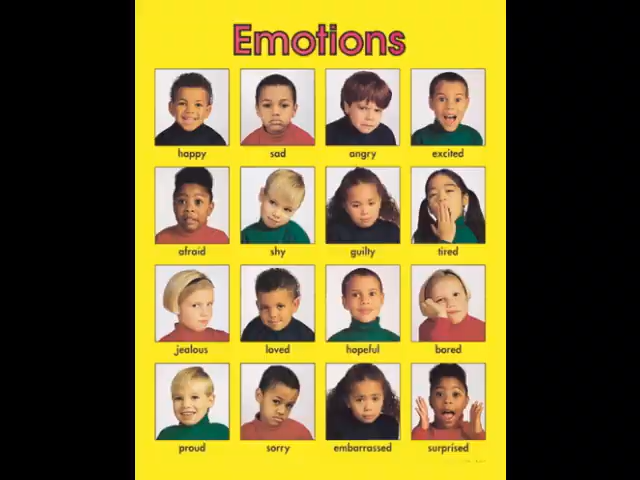 Emotions
happy sad angry excited
afraid shy guilty tired
jealous loved hopeful bored
proud sorry embarrassed surprised